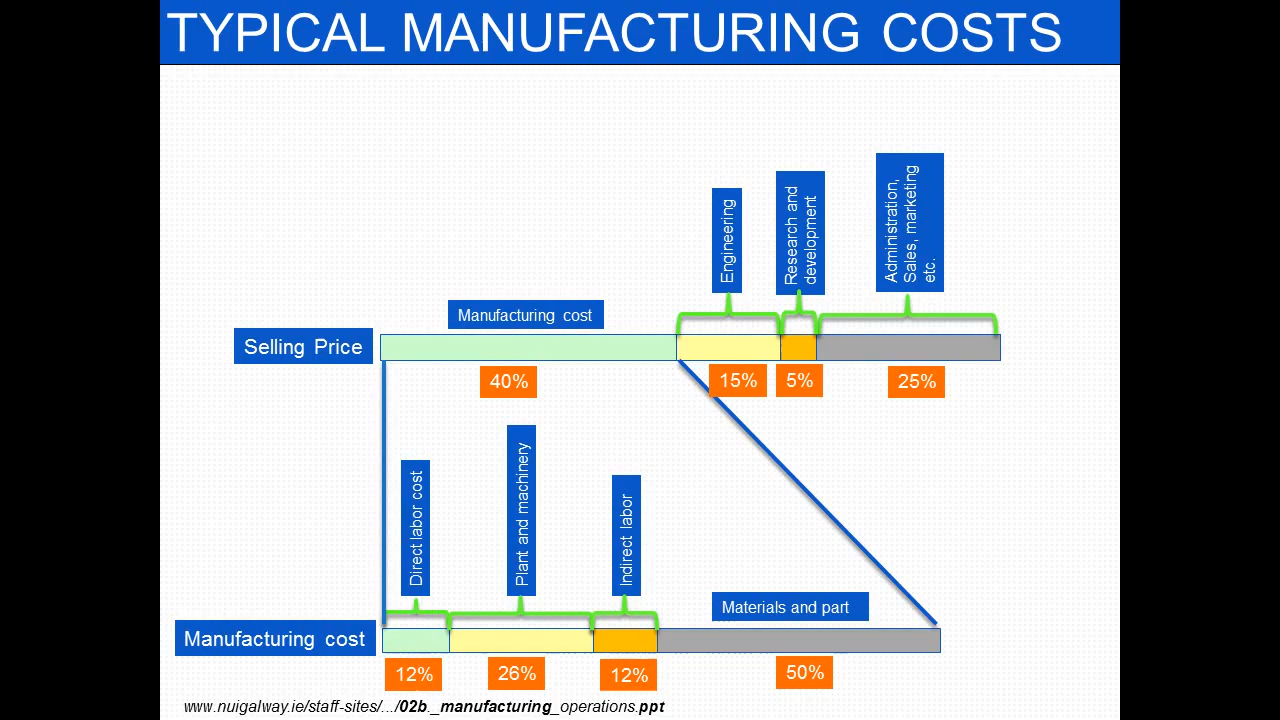 TYPICAL MANUFACTURING COSTS
Engineering
Research and
development
Administration,
Sales, marketing
etc.
Manufacturing cost
Selling Price
40%
15%
5%
25%
Direct labor cost
Plant and machinery
Indirect labor
Materials and part
Manufacturing cost
12%
26%
12%
50%
www.nuigalway.ie/staff-sites/.../02b._manufacturing_operations.ppt